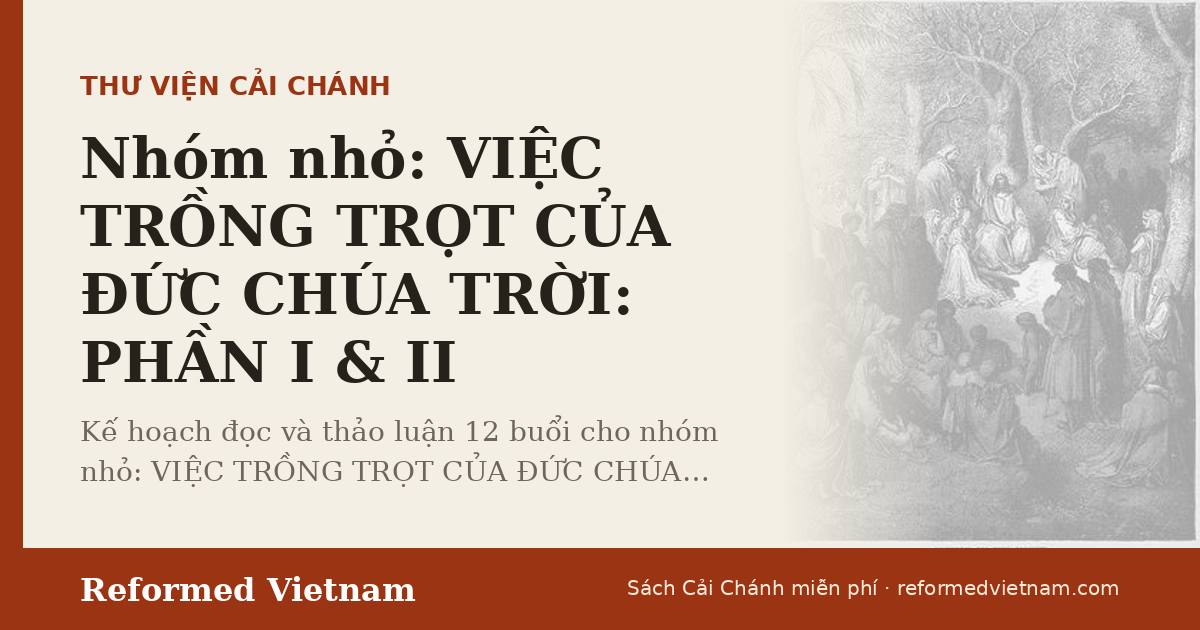 THƯ VIỆN CẢI CHÁNH
Nhóm nhỏ: VIỆC
TRỒNG TRỌT CỦA
ĐỨC CHÚA TRỜI:
PHẦN I & II
Kế hoạch đọc và thảo luận 12 buổi cho nhóm
nhỏ: VIỆC TRỒNG TRỌT CỦA ĐỨC CHÚA...
Reformed Vietnam
Sách Cải Chánh miễn phí · reformedvietnam.com